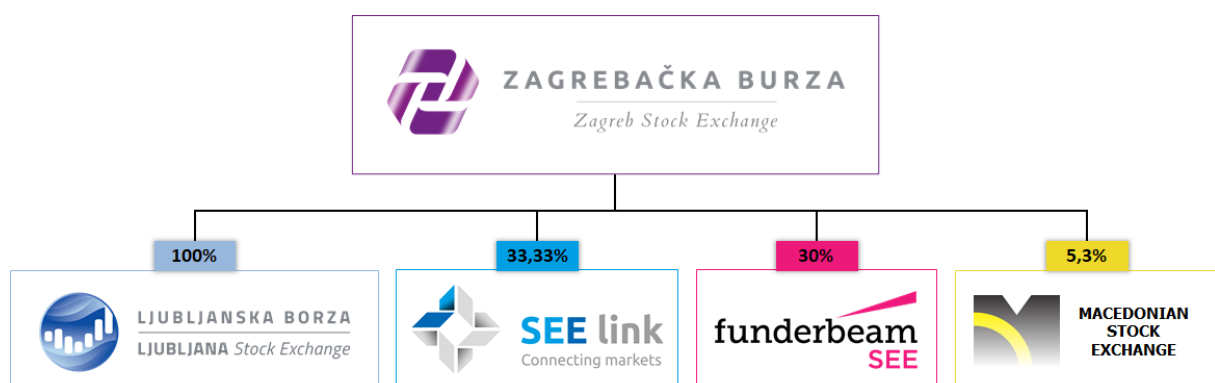 ZAGREBAČKA BURZA
Zagreb Stock Exchange
100%
33,33%
30%
5,3%
LJUBLJANSKA BORZA
LJUBLJANA Stock Exchange
SEE link
Connecting markets
funderbeam
SEE
MACEDONIAN
STOCK
EXCHANGE